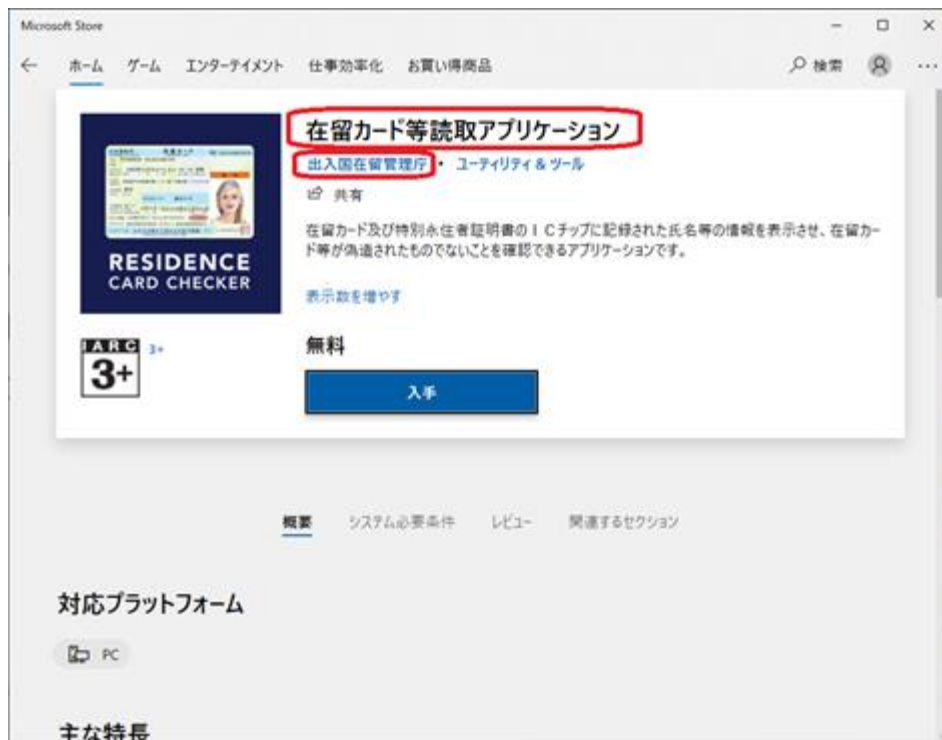 Microsoft Store
ホーム ゲーム エンターテイメント 仕事効率化 お買い得商品 検索 …
在留カード等読取アプリケーション
出入国在留管理庁 • ユーティリティ & ツール
共有
在留カード及び特別永住者証明書のＩＣチップに記録された氏名等の情報を表示させ、在留カー
ド等が偽造されたものでないことを確認できるアプリケーションです。
表示数を増やす
RESIDENCE
CARD CHECKER
IARC
3+
3+
無料
入手
概要 システム必要条件 レビュー 関連するセクション
対応プラットフォーム
PC
主な特長